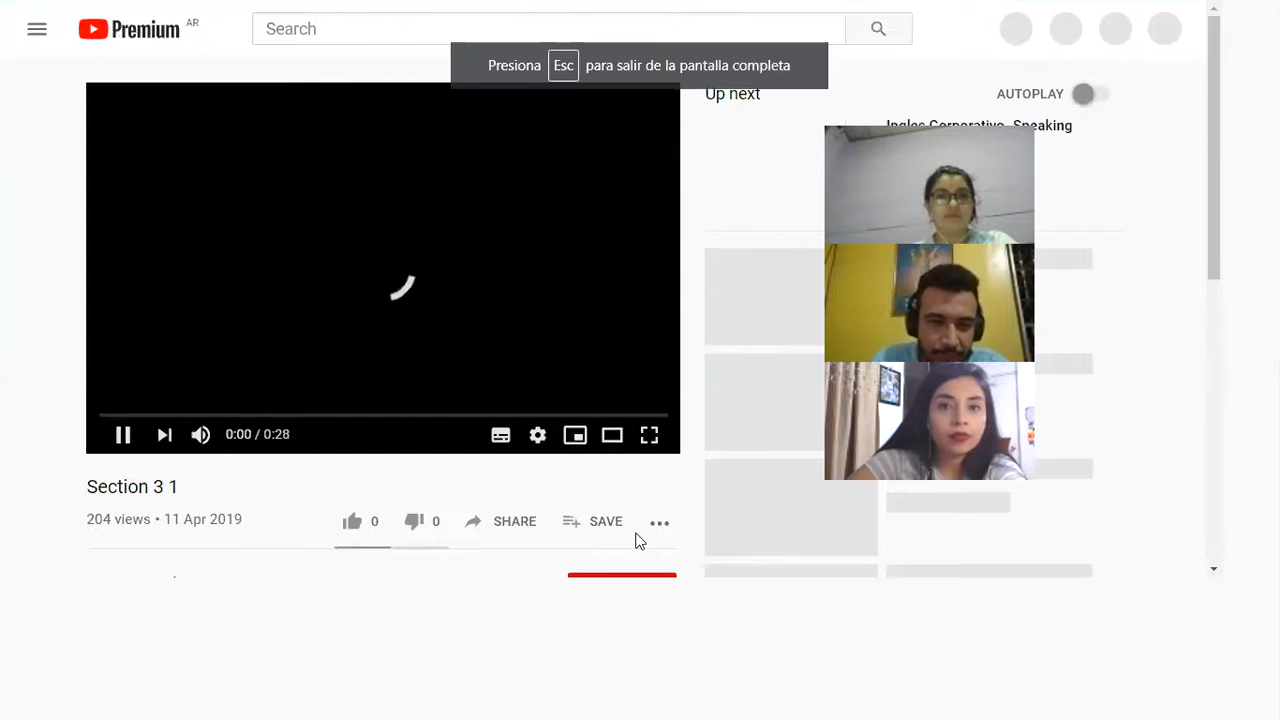 Premium AR
Search
Presiona Esc para salir de la pantalla completa
Up next
AUTOPLAY
Ingles Corporativo- Speaking
0:00 / 0:28
Section 3 1
204 views • 11 Apr 2019
0
0
SHARE
SAVE